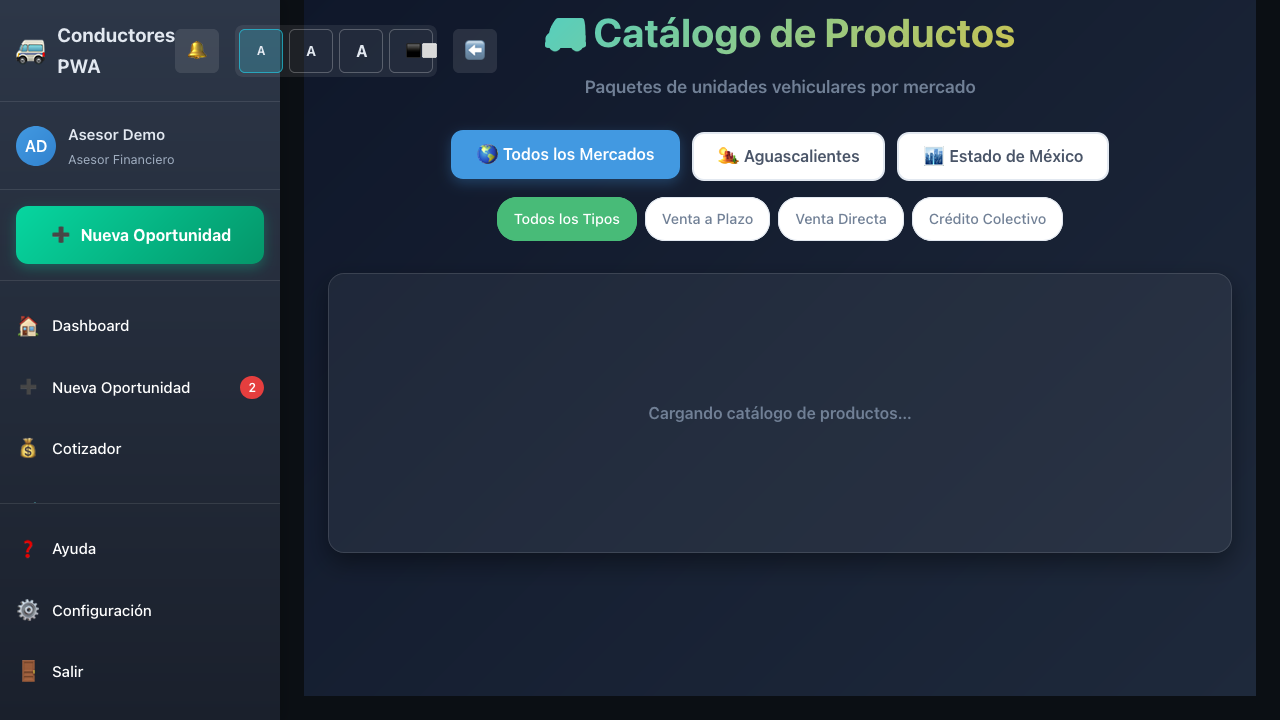 Conductores
PWA
A
A
A
AD
Asesor Demo
Asesor Financiero
Nueva Oportunidad
Dashboard
Nueva Oportunidad
2
Cotizador
Ayuda
Configuración
Salir
Catálogo de Productos
Paquetes de unidades vehiculares por mercado
Todos los Mercados
Aguascalientes
Estado de México
Todos los Tipos
Venta a Plazo
Venta Directa
Crédito Colectivo
Cargando catálogo de productos...